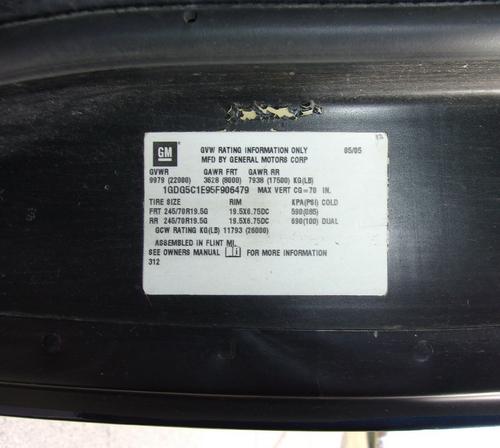 GM GVW RATING INFORMATION ONLY 05/05
MFD BY GENERAL MOTORS CORP
GVWR GAWR FRT GAWR RR
9979 (22000) 3628 (8000) 7938 (17500) KG(LB)
1GDG5C1E95F906479 MAX VERT CG=70 IN.
TIRE SIZE RIM KPA(PSI) COLD
FRT 245/70R19.5G 19.5X6.75DC 590(085)
RR 245/70R19.5G 19.5X6.75DC 690(100) DUAL
GCW RATING KG(LB) 11793 (26000)
ASSEMBLED IN FLINT MI.
SEE OWNERS MANUAL i FOR MORE INFORMATION
312